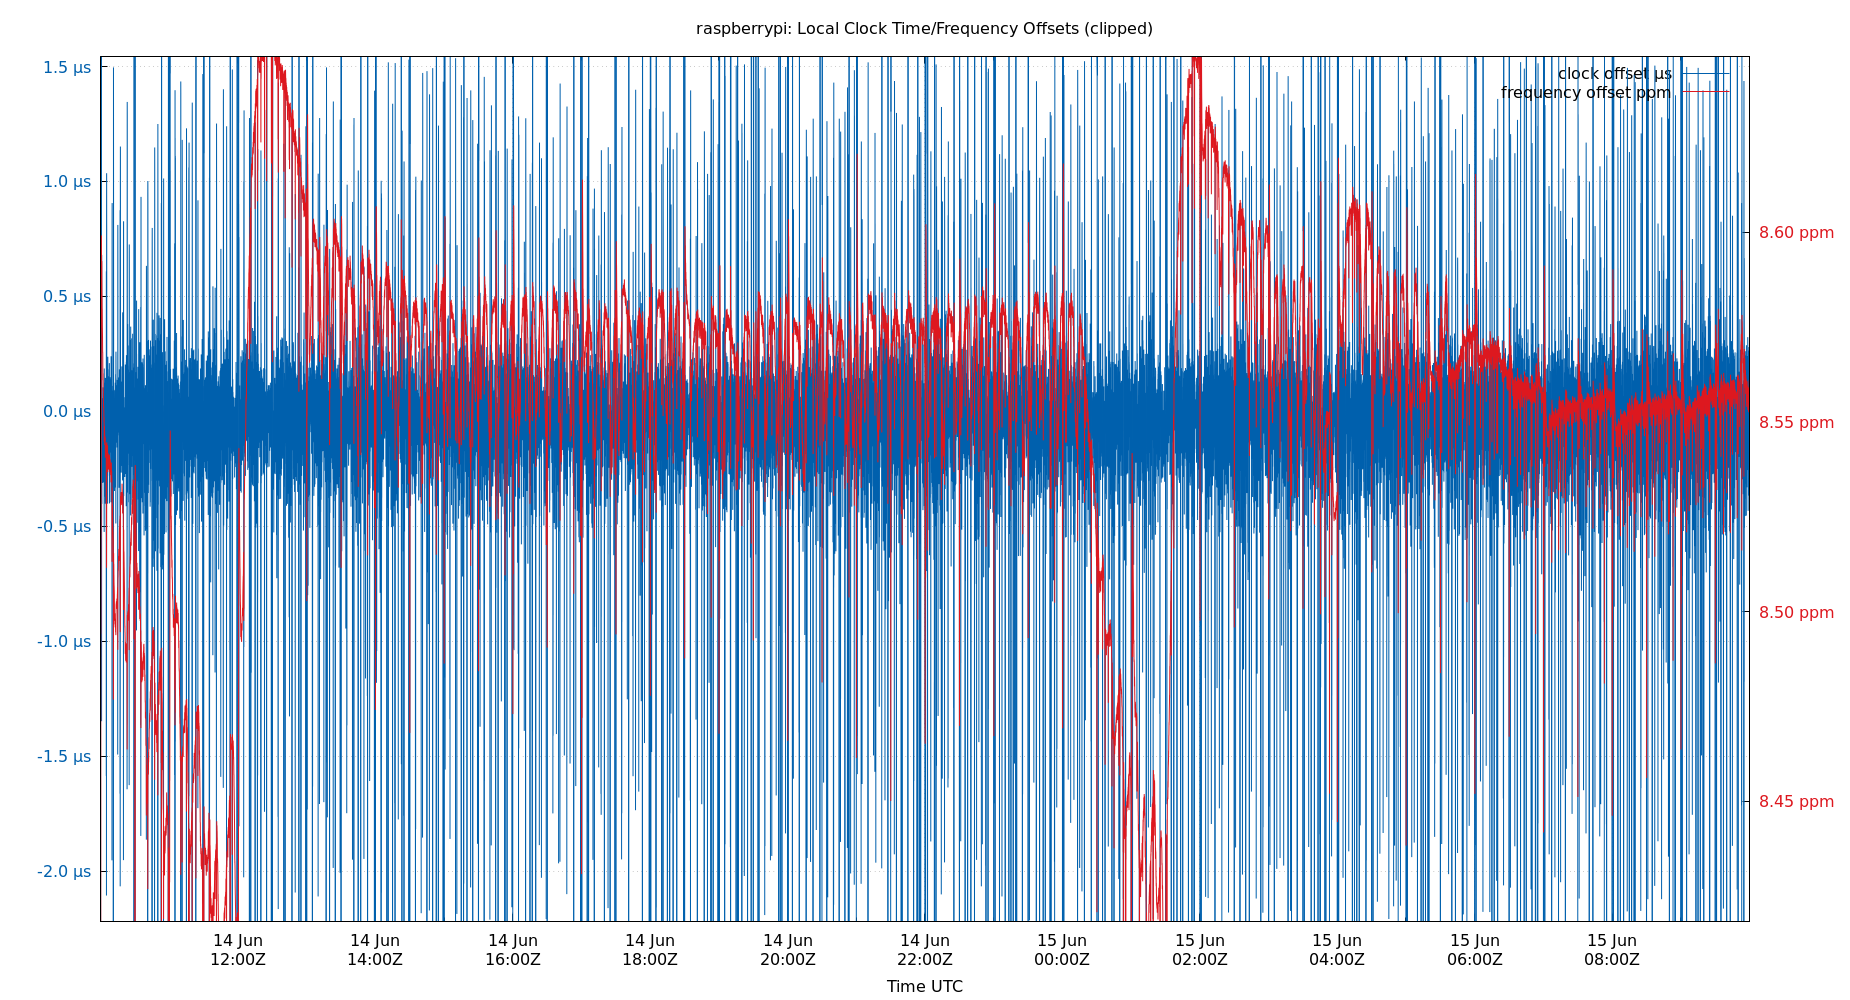 raspberrypi: Local Clock Time/Frequency Offsets (clipped)
1.5 µs
1.0 µs
0.5 µs
0.0 µs
-0.5 µs
-1.0 µs
-1.5 µs
-2.0 µs
clock offset µs
frequency offset ppm
8.60 ppm
8.55 ppm
8.50 ppm
8.45 ppm
14 Jun 14 Jun 14 Jun 14 Jun 14 Jun 14 Jun 15 Jun 15 Jun 15 Jun 15 Jun 15 Jun
12:00Z 14:00Z 16:00Z 18:00Z 20:00Z 22:00Z 00:00Z 02:00Z 04:00Z 06:00Z 08:00Z
Time UTC